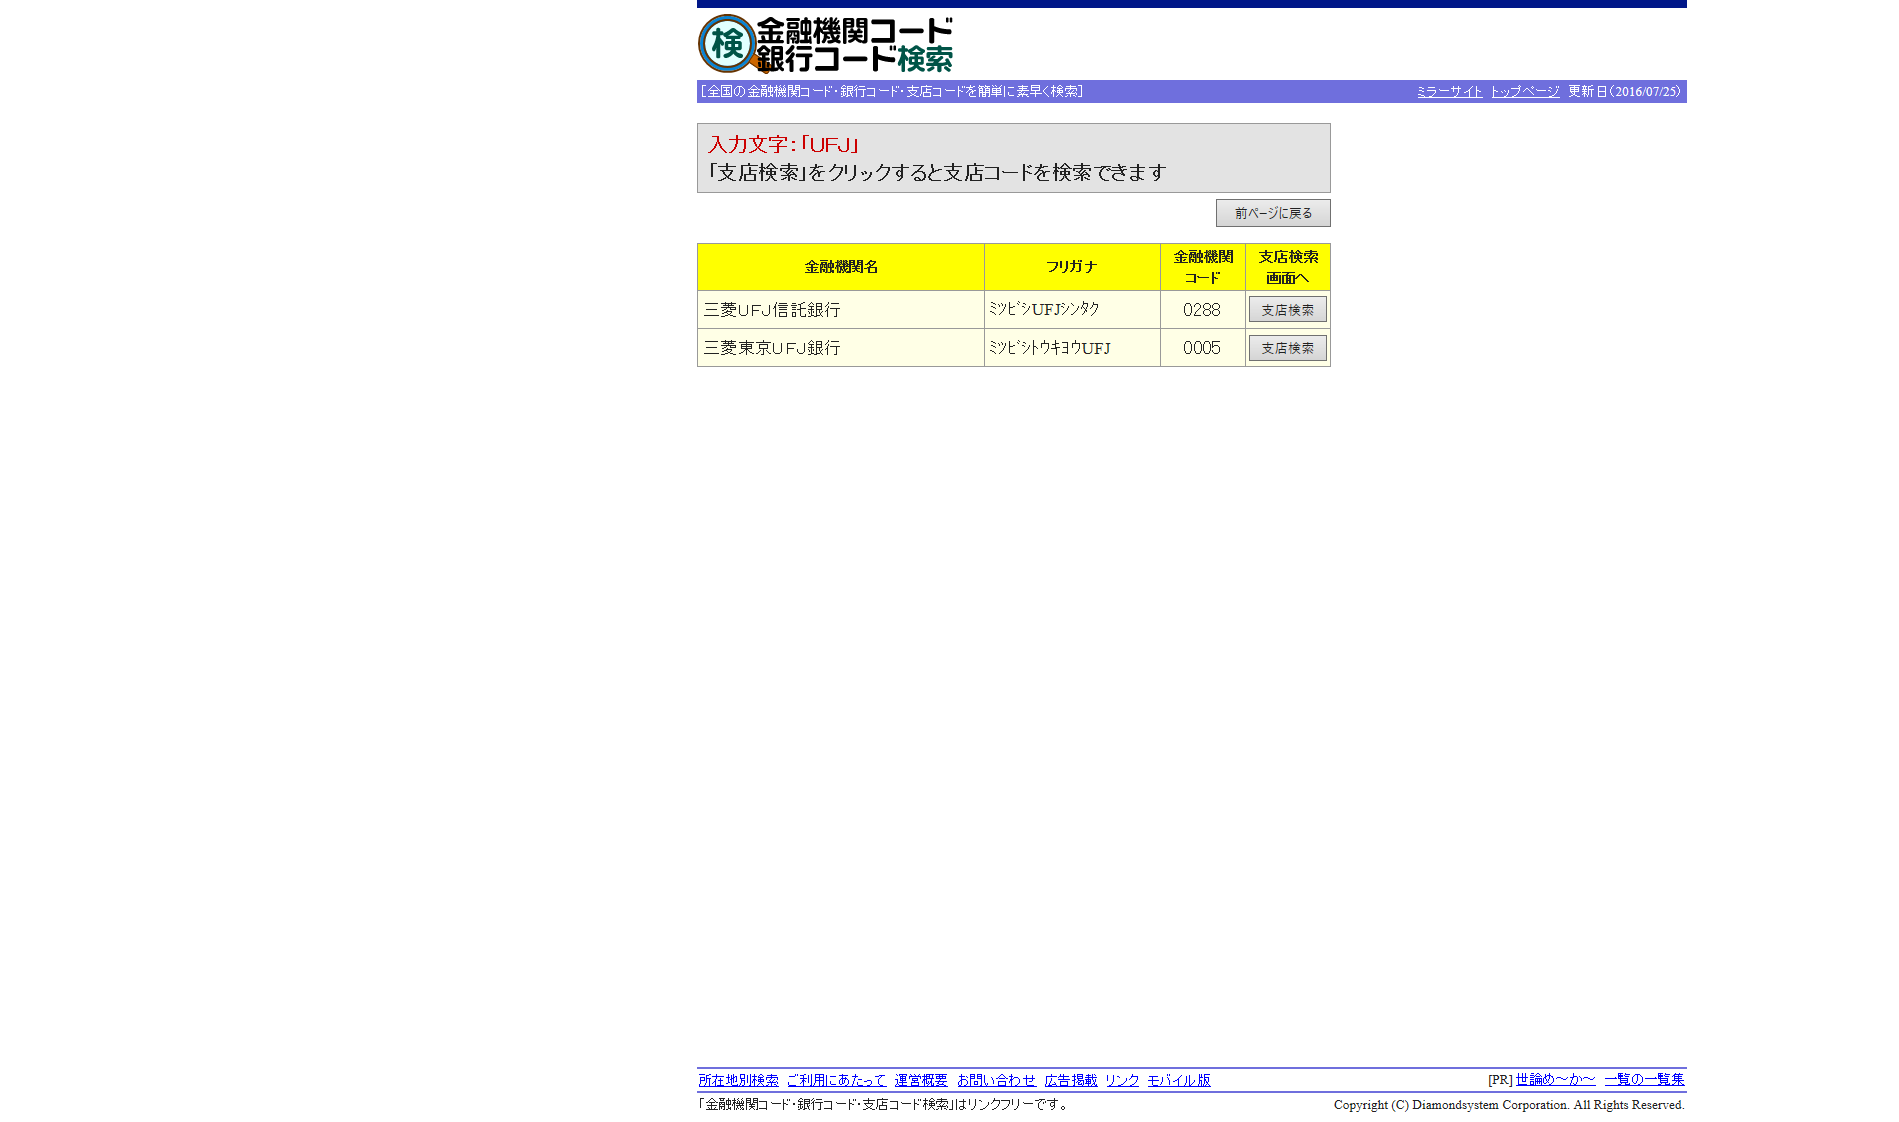 検
金融機関コード
銀行コード検索
[全国の金融機関コード・銀行コード・支店コードを簡単に素早く検索]
ミラーサイト トップページ 更新日(2016/07/25)
入力文字:「UFJ」
「支店検索」をクリックすると支店コードを検索できます
前ページに戻る
金融機関名 フリガナ 金融機関コード 支店検索画面へ
三菱UFJ信託銀行 ミツビシUFJシンタク 0288 支店検索
三菱東京UFJ銀行 ミツビシトウキヨウUFJ 0005 支店検索
所在地別検索 ご利用にあたって 運営概要 お問い合わせ 広告掲載 リンク モバイル版
[PR] 世論め~か~ 一覧の一覧集
「金融機関コード・銀行コード・支店コード検索」はリンクフリーです。
Copyright (C) Diamondsystem Corporation. All Rights Reserved.